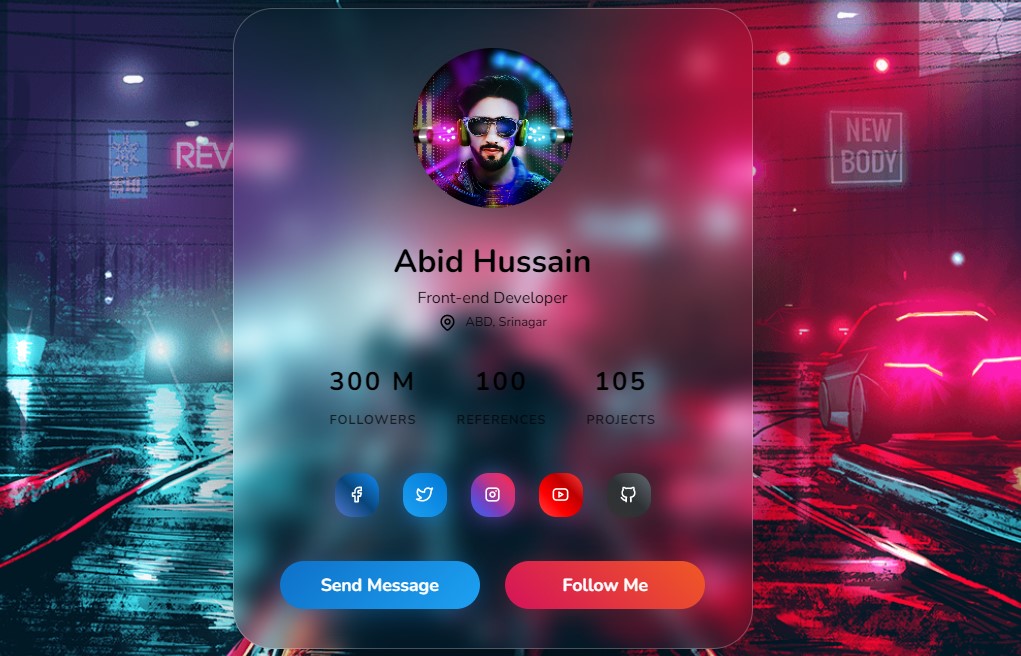 REV
NEW
BODY
Abid Hussain
Front-end Developer
ABD, Srinagar
300 M
100
105
FOLLOWERS
REFERENCES
PROJECTS
Send Message
Follow Me